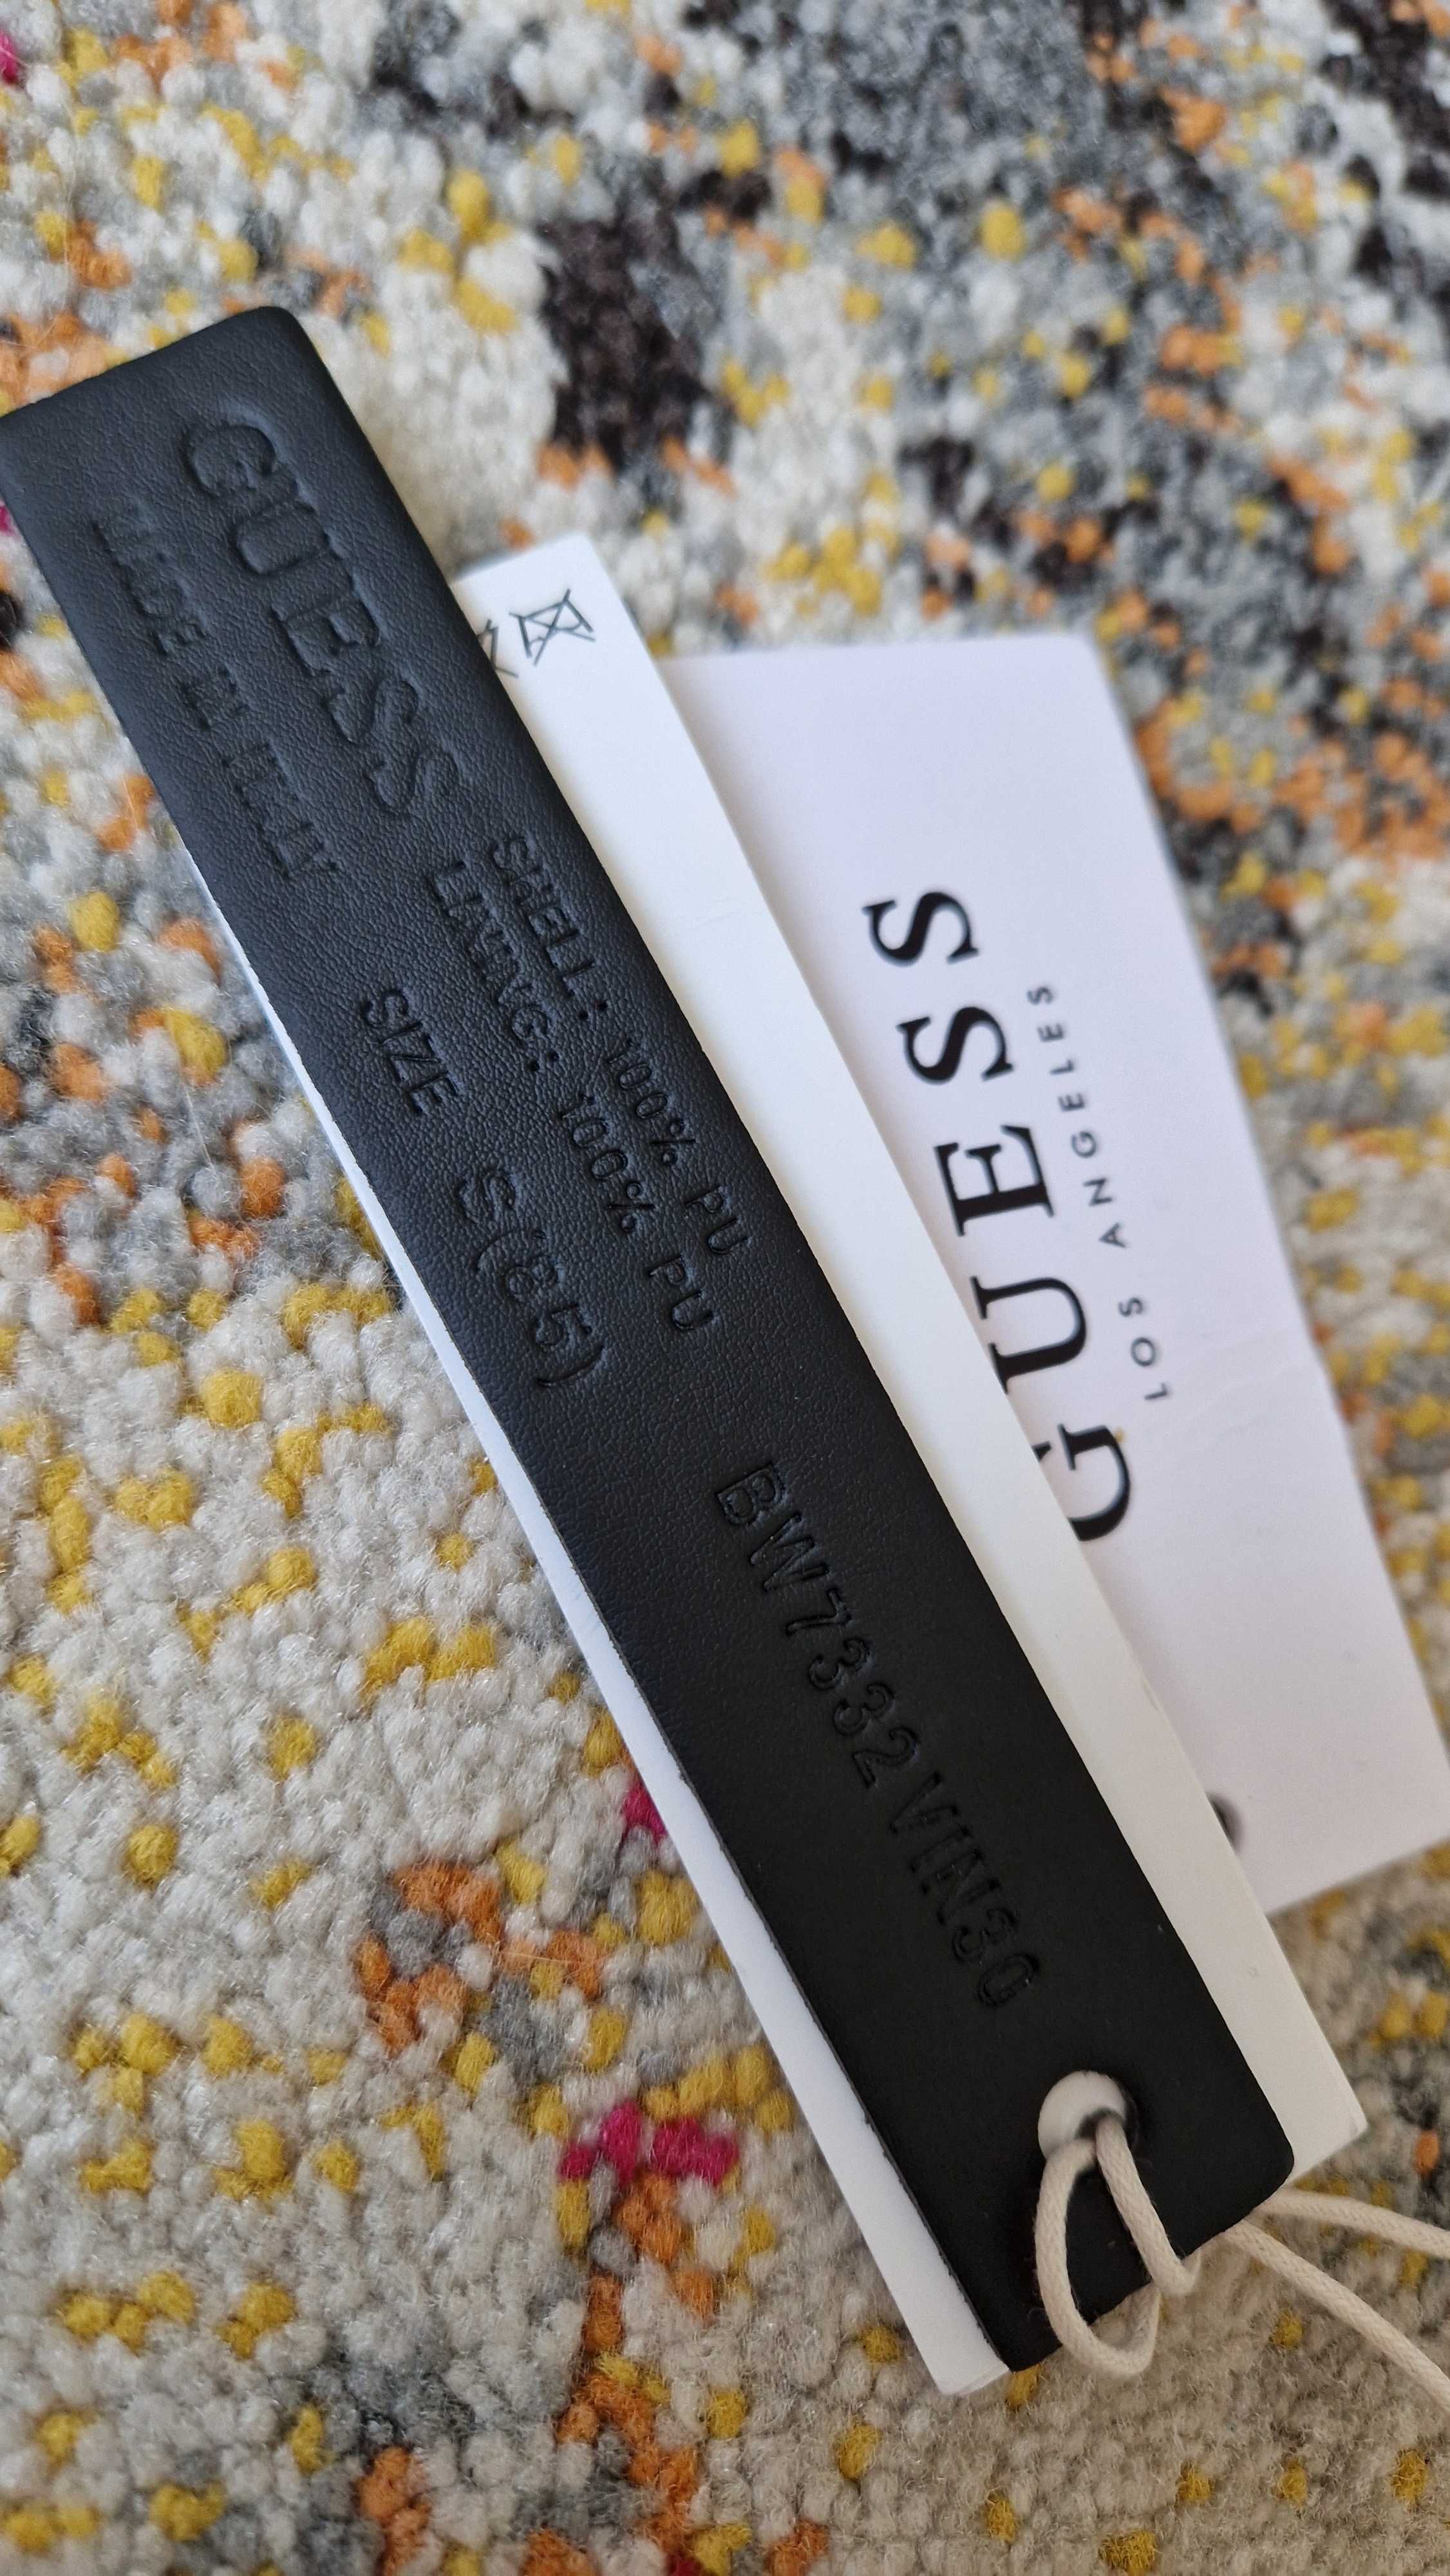 GUESS
MADE IN ITALY
SHELL: 100% PU
LINING: 100% PU
SIZE S(85)
BW7332VIN30
GUESS
LOS ANGELES